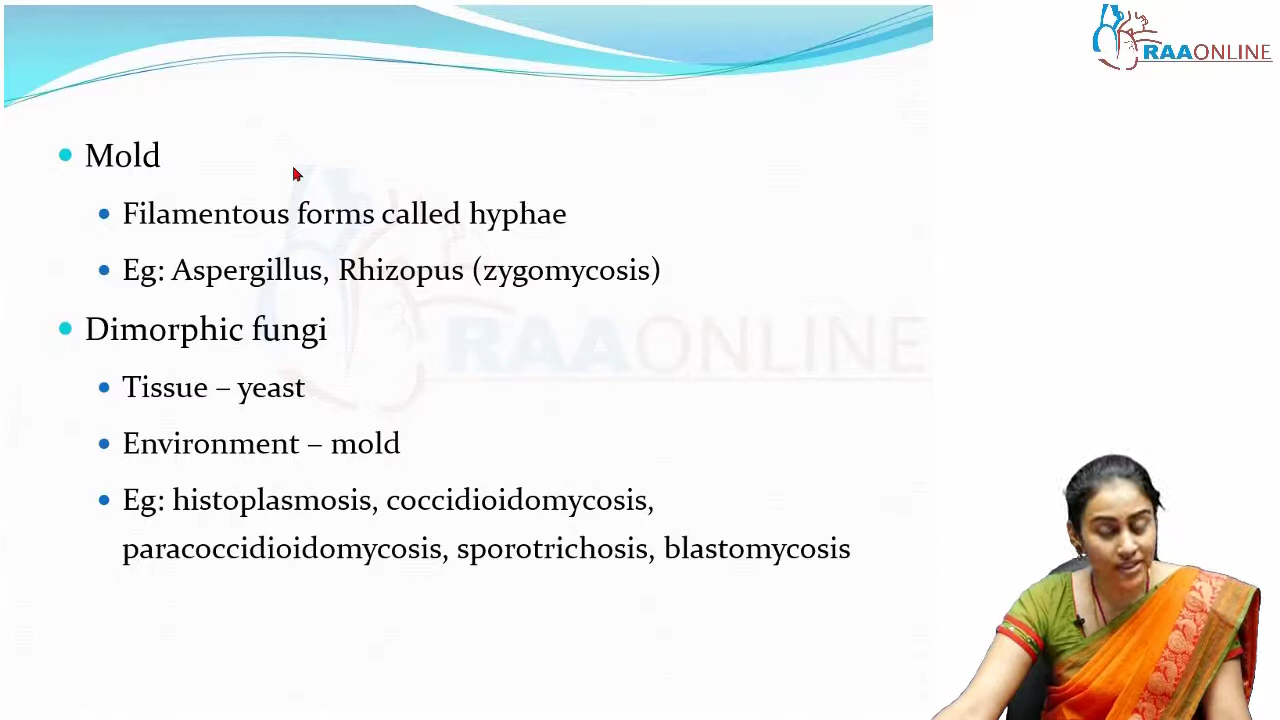 RAAONLINE
Mold
Filamentous forms called hyphae
Eg: Aspergillus, Rhizopus (zygomycosis)
Dimorphic fungi
RAAONLINE
Tissue – yeast
Environment – mold
Eg: histoplasmosis, coccidioidomycosis,
paracoccidioidomycosis, sporotrichosis, blastomycosis